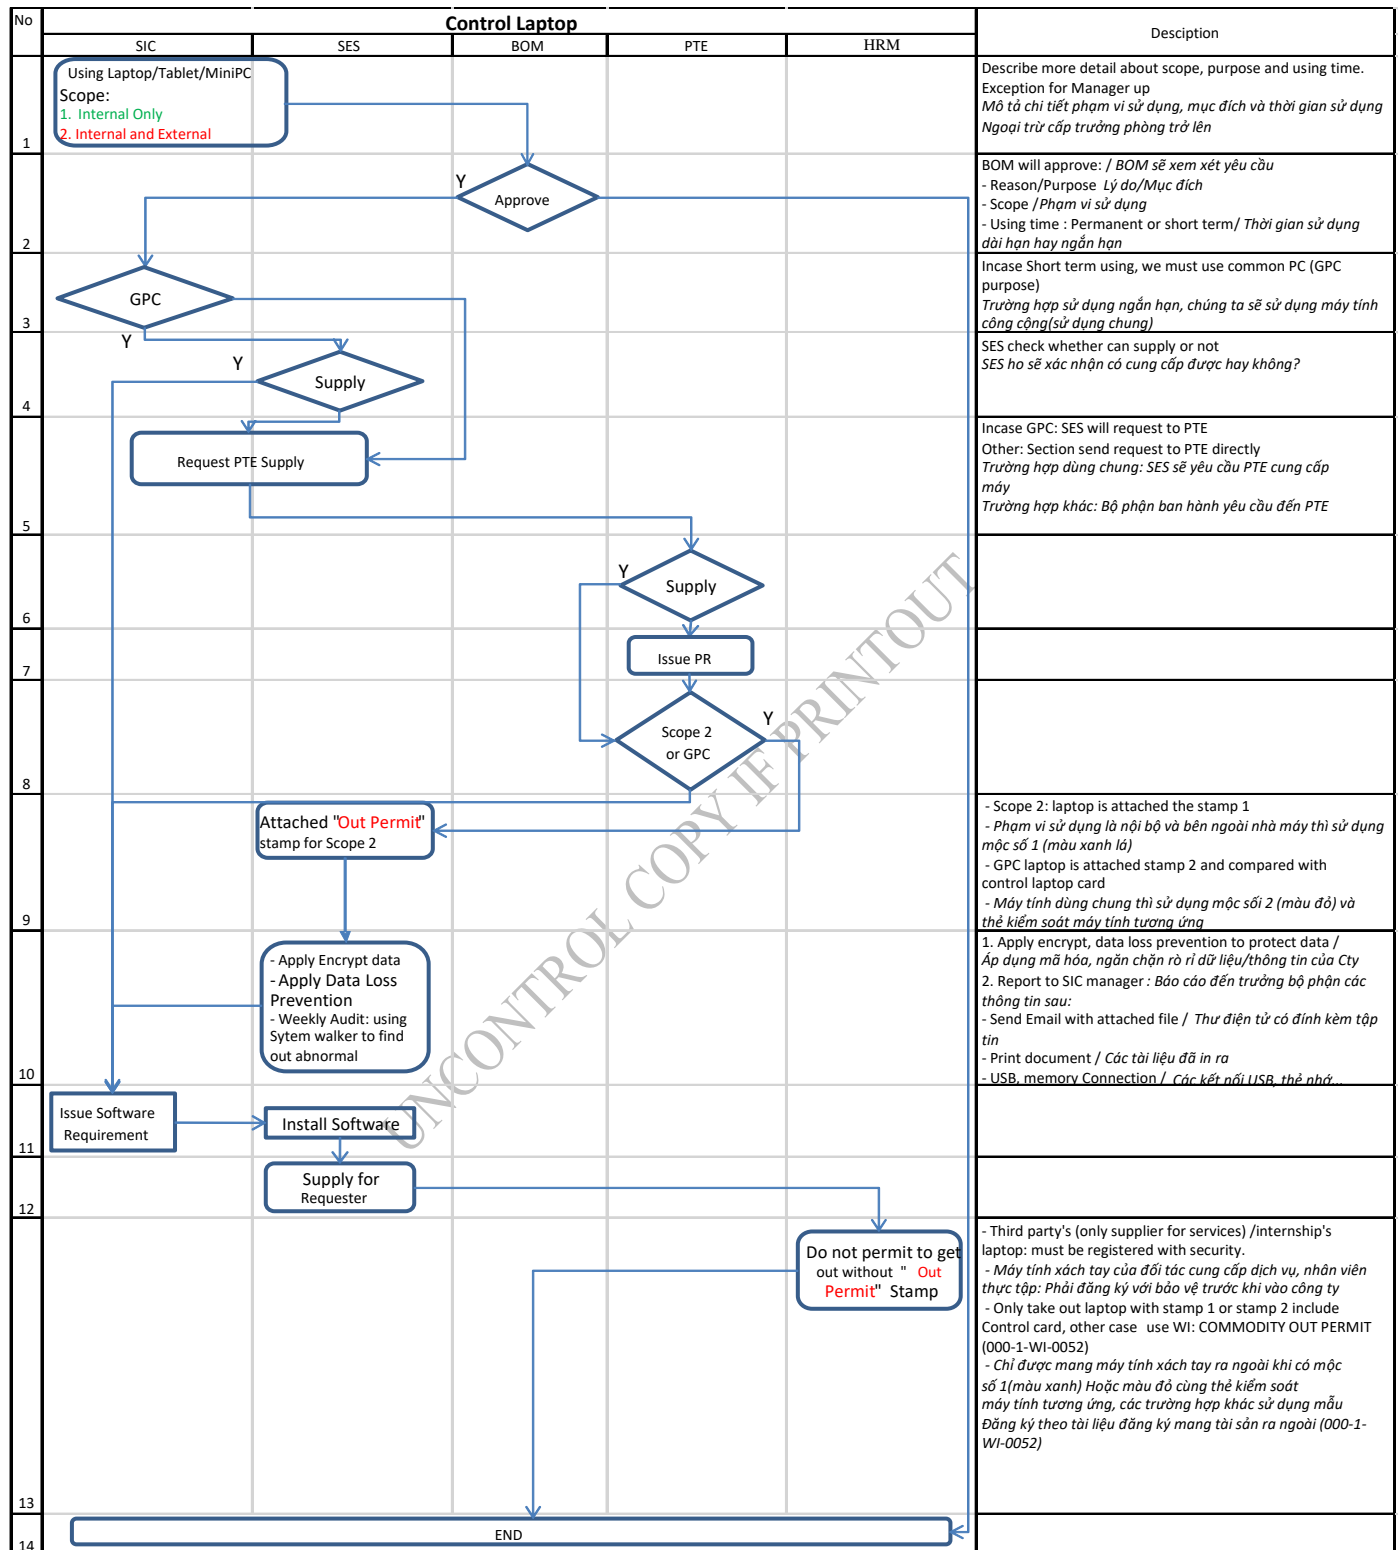 No
Control Laptop
Desciption
SIC
SES
BOM
PTE
HRM
Using Laptop/Tablet/MiniPC
Scope:
1. Internal Only
2. Internal and External
1
Describe more detail about scope, purpose and using time.
Exception for Manager up
Mô tả chi tiết phạm vi sử dụng, mục đích và thời gian sử dụng
Ngoại trừ cấp trưởng phòng trở lên
Y
Approve
2
BOM will approve: / BOM sẽ xem xét yêu cầu
- Reason/Purpose Lý do/Mục đích
- Scope /Phạm vi sử dụng
- Using time : Permanent or short term/ Thời gian sử dụng
dài hạn hay ngắn hạn
GPC
3
Incase Short term using, we must use common PC (GPC
purpose)
Trường hợp sử dụng ngắn hạn, chúng ta sẽ sử dụng máy tính
công cộng(sử dụng chung)
Y
Y
Supply
4
SES check whether can supply or not
SES ho sẽ xác nhận có cung cấp được hay không?
Request PTE Supply
5
Incase GPC: SES will request to PTE
Other: Section send request to PTE directly
Trường hợp dùng chung: SES sẽ yêu cầu PTE cung cấp
máy
Trường hợp khác: Bộ phận ban hành yêu cầu đến PTE
Y
Supply
6
Issue PR
7
Y
Scope 2
or GPC
8
Attached "Out Permit"
stamp for Scope 2
9
- Scope 2: laptop is attached the stamp 1
- Phạm vi sử dụng là nội bộ và bên ngoài nhà máy thì sử dụng
mộc số 1 (màu xanh lá)
- GPC laptop is attached stamp 2 and compared with
control laptop card
- Máy tính dùng chung thì sử dụng mộc sối 2 (màu đỏ) và
thẻ kiểm soát máy tính tương ứng
- Apply Encrypt data
- Apply Data Loss
Prevention
- Weekly Audit: using
Sytem walker to find
out abnormal
10
1. Apply encrypt, data loss prevention to protect data /
Áp dụng mã hóa, ngăn chặn rò rỉ dữ liệu/thông tin của Cty
2. Report to SIC manager : Báo cáo đến trưởng bộ phận các
thông tin sau:
- Send Email with attached file / Thư điện tử có đính kèm tập
tin
- Print document / Các tài liệu đã in ra
- USB, memory Connection / Các kết nối USB, thẻ nhớ...
Issue Software
Requirement
Install Software
11
Supply for
Requester
12
Do not permit to get
out without " Out
Permit" Stamp
13
- Third party's (only supplier for services) /internship's
laptop: must be registered with security.
- Máy tính xách tay của đối tác cung cấp dịch vụ, nhân viên
thực tập: Phải đăng ký với bảo vệ trước khi vào công ty
- Only take out laptop with stamp 1 or stamp 2 include
Control card, other case use WI: COMMODITY OUT PERMIT
(000-1-WI-0052)
- Chỉ được mang máy tính xách tay ra ngoài khi có mộc
số 1(màu xanh) Hoặc màu đỏ cùng thẻ kiểm soát
máy tính tương ứng, các trường hợp khác sử dụng mẫu
Đăng ký theo tài liệu đăng ký mang tài sản ra ngoài (000-1-
WI-0052)
END
14
UNCONTROL COPY IF PRINTOUT